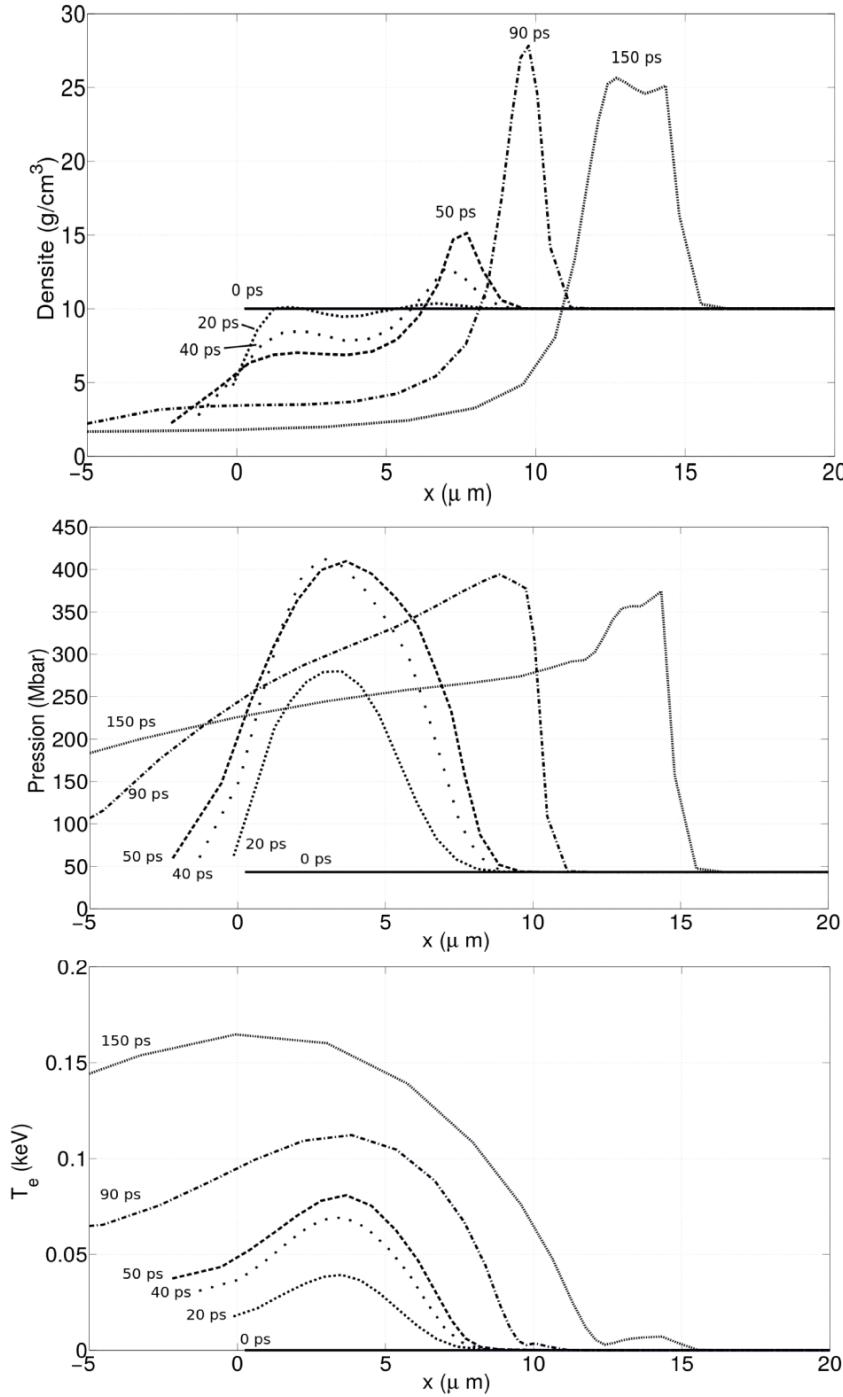 30
90 ps
150 ps
25
20
50 ps
15
0 ps
10
20 ps
40 ps
5
0
Densite (g/cm³)
−5 0 5 10 15 20
x (μ m)
450
400
350
300
250
150 ps
200
150
90 ps
100
50 ps
20 ps
0 ps
50
40 ps
0
Pression (Mbar)
−5 0 5 10 15 20
x (μ m)
0.2
150 ps
0.15
0.1
90 ps
0.05
50 ps
40 ps
20 ps
0 ps
0
T_e (keV)
−5 0 5 10 15 20
x (μ m)